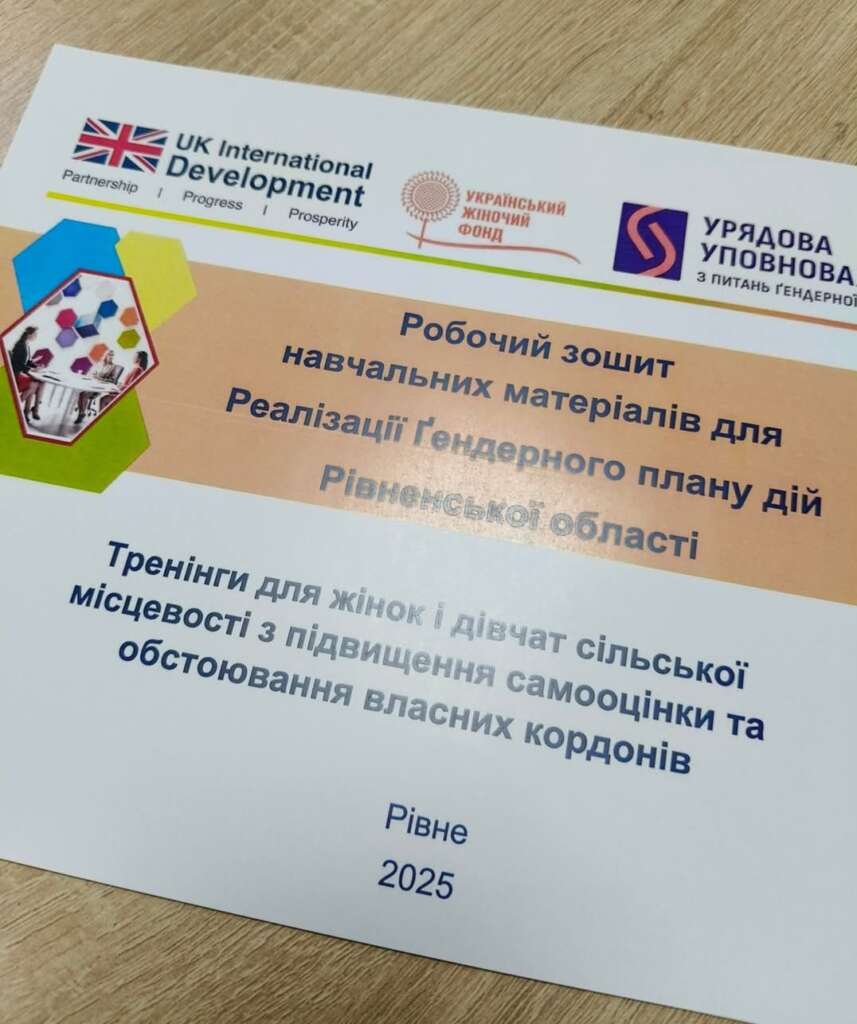 UK International
Development
Partnership | Progress | Prosperity
УКРАЇНСЬКИЙ
ЖІНОЧИЙ
ФОНД
УРЯДОВА
УПОВНОВА
З ПИТАНЬ ҐЕНДЕРНОЇ
Робочий зошит
навчальних матеріалів для
Реалізації Ґендерного плану дій
Рівненської області
Тренінги для жінок і дівчат сільської
місцевості з підвищення самооцінки та
обстоювання власних кордонів
Рівне
2025